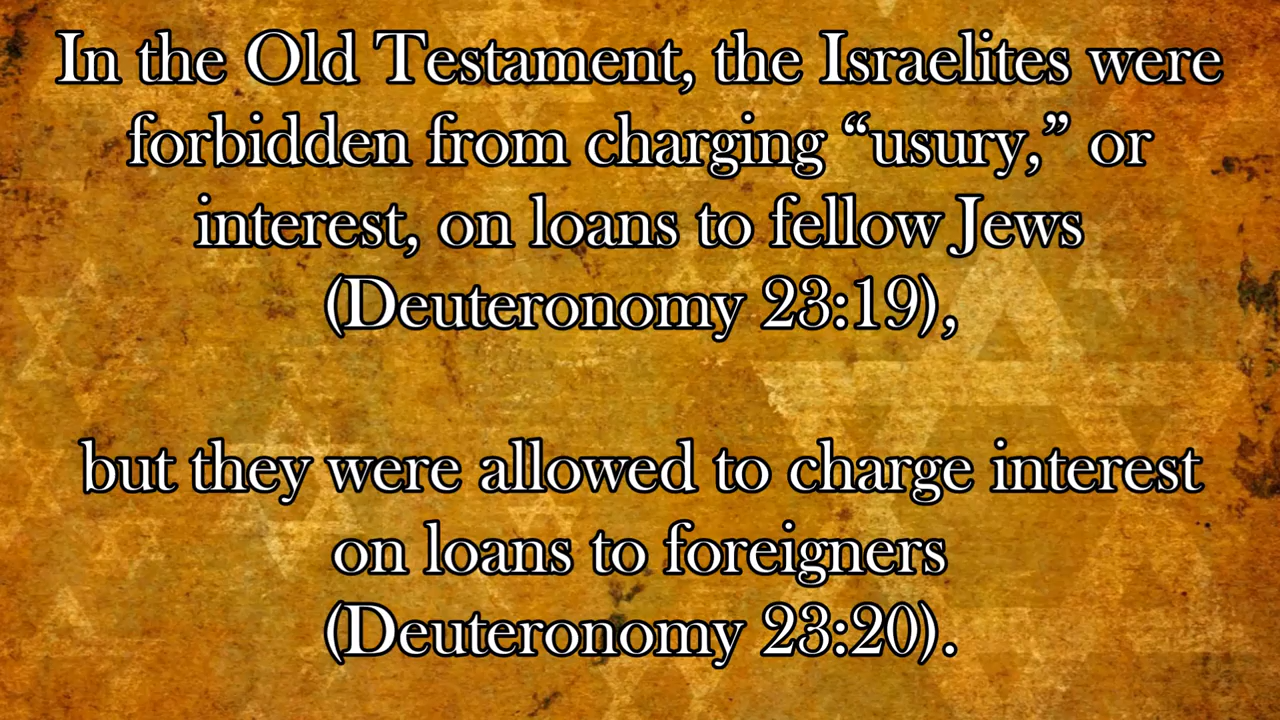 In the Old Testament, the Israelites were
forbidden from charging “usury,” or
interest, on loans to fellow Jews
(Deuteronomy 23:19),
but they were allowed to charge interest
on loans to foreigners
(Deuteronomy 23:20).